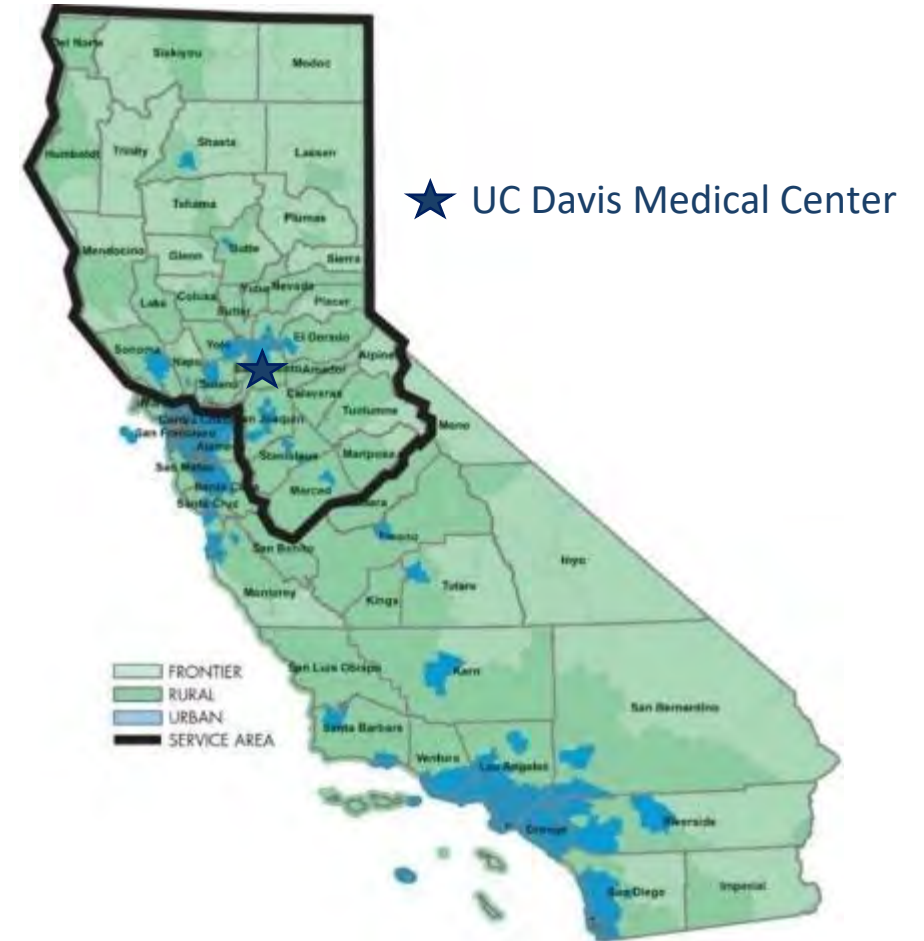 Del Norte
Siskiyou
Modoc
Humboldt
Trinity
Shasta
Lassen
★ UC Davis Medical Center
Tehama
Plumas
Mendocino
Glenn
Butte
Sierra
Lake
Colusa
Yuba
Nevada
Sutter
Placer
Sonoma
Napa
Yolo
El Dorado
Alpine
Solano
Amador
Calaveras
Tuolumne
Mono
San Francisco
San Joaquin
Stanislaus
Mariposa
San Mateo
Santa Cruz
Merced
Fresno
San Benito
Inyo
Monterey
Kings
Tulare
San Luis Obispo
Kern
San Bernardino
Santa Barbara
Ventura
Los Angeles
Orange
Riverside
San Diego
Imperial
FRONTIER
RURAL
URBAN
SERVICE AREA